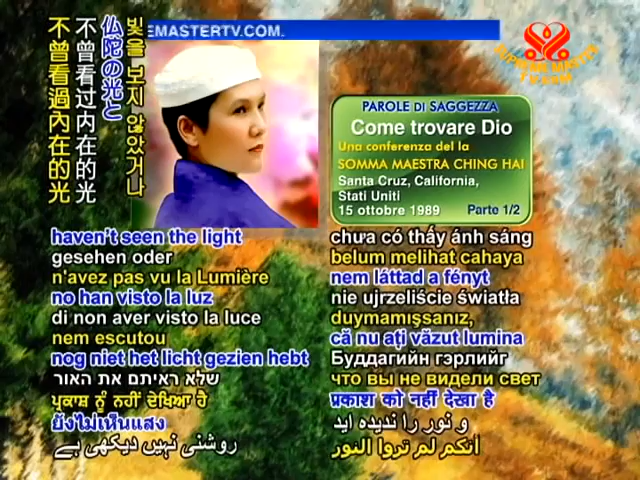 EMASTERTV.COM.
SUPREME MASTER
TV.com
不曾看過內在的光
不曾看过内在的光
仏陀の光と
빛을 보지 않았거나
PAROLE DI SAGGEZZA
Come trovare Dio
Una conferenza del la
SOMMA MAESTRA CHING HAI
Santa Cruz, California,
Stati Uniti
15 ottobre 1989 Parte 1/2
haven't seen the light
gesehen oder
n'avez pas vu la Lumière
no han visto la luz
di non aver visto la luce
nem escutou
nog niet het licht gezien hebt
שלא ראיתם את האור
ਪ੍ਰਕਾਸ਼ ਨੂੰ ਨਹੀਂ ਦੇਖਿਆ ਹੈ
ยังไม่เห็นแสง
روشنی نہیں دیکھی ہے
chưa có thấy ánh sáng
belum melihat cahaya
nem láttad a fényt
nie ujrzeliście światła
duymamışsanız,
că nu ați văzut lumina
Буддагийн гэрлийг
что вы не видели свет
प्रकाश को नहीं देखा है
و نور را ندیده اید
أنكم لم تروا النور